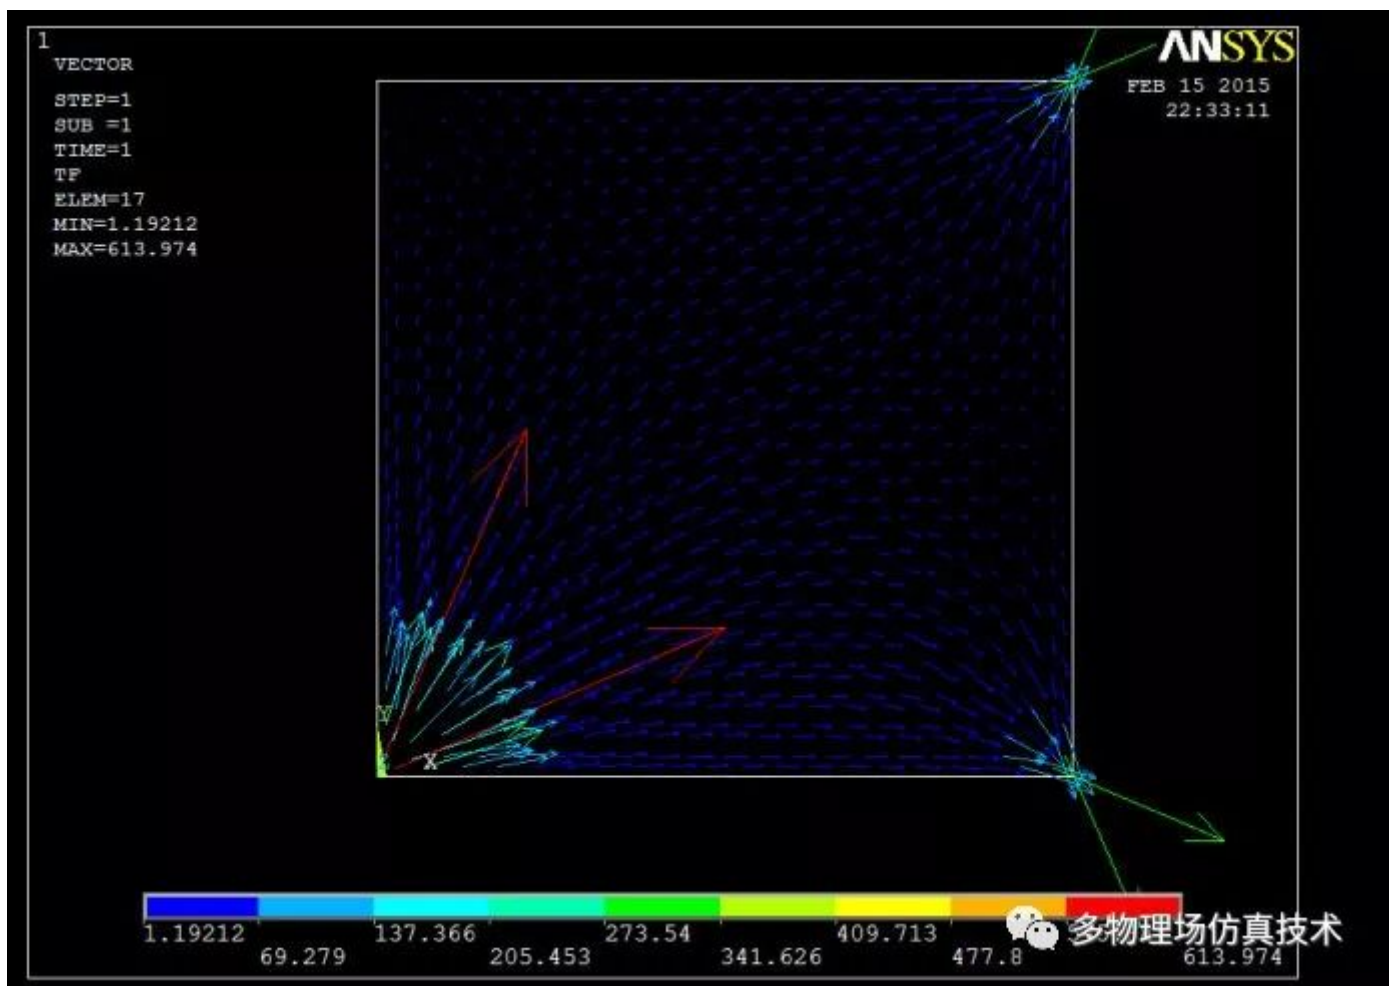 1
VECTOR
STEP=1
SUB =1
TIME=1
TF
ELEM=17
MIN=1.19212
MAX=613.974
ANSYS
FEB 15 2015
22:33:11
Y
X
1.19212
69.279
137.366
205.453
273.54
341.626
409.713
477.8
613.974
多物理场仿真技术